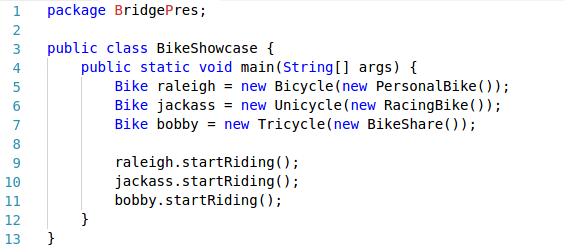 1 package BridgePres;
2
3 public class BikeShowcase {
4     public static void main(String[] args) {
5         Bike raleigh = new Bicycle(new PersonalBike());
6         Bike jackass = new Unicycle(new RacingBike());
7         Bike bobby = new Tricycle(new BikeShare());
8
9         raleigh.startRiding();
10         jackass.startRiding();
11         bobby.startRiding();
12     }
13 }